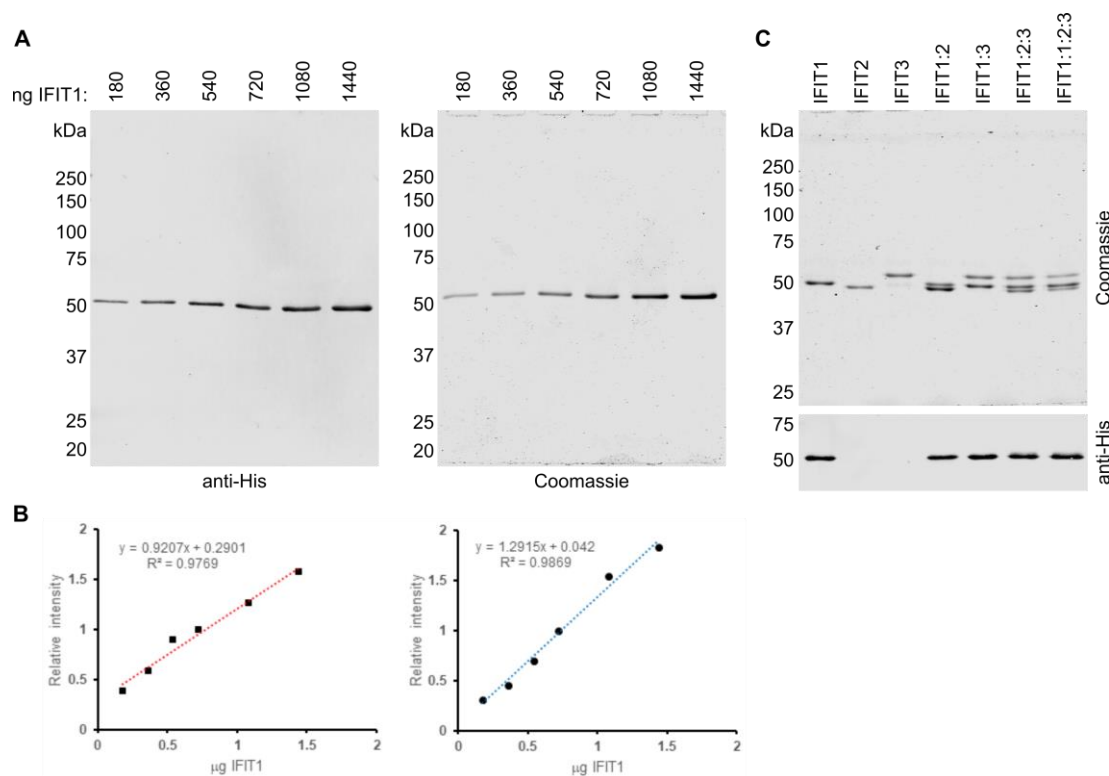 A
ng IFIT1: 180 360 540 720 1080 1440
180 360 540 720 1080 1440
kDa
250
150
100
75
50
37
25
20
anti-His
kDa
250
150
100
75
50
37
25
20
Coomassie
C
IFIT1 IFIT2 IFIT3 IFIT1:2 IFIT1:3 IFIT1:2:3 IFIT1:1:2:3
kDa
250
150
100
75
50
37
25
Coomassie
75
50
anti-His
B
y = 0.9207x + 0.2901
R² = 0.9769
Relative intensity
2
1.5
1
0.5
0
0 0.5 1 1.5 2
µg IFIT1
y = 1.2915x + 0.042
R² = 0.9869
Relative intensity
2
1.5
1
0.5
0
0 0.5 1 1.5 2
µg IFIT1